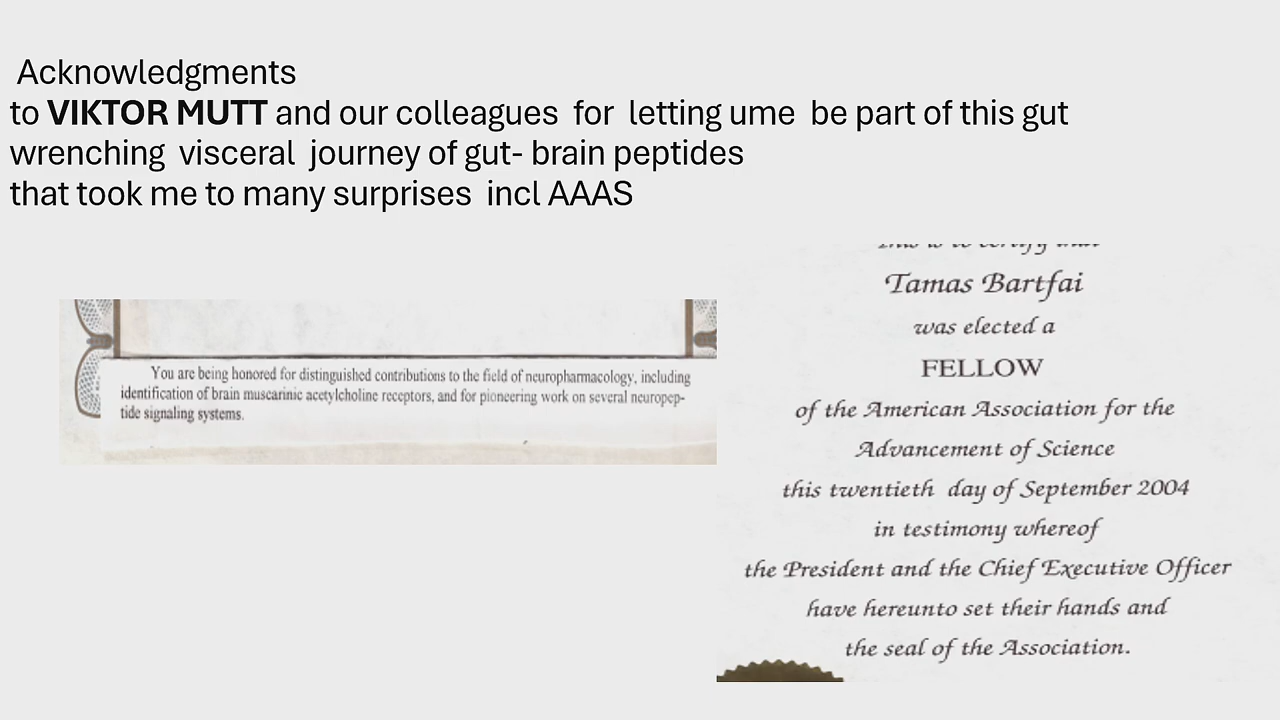 Acknowledgments
to VIKTOR MUTT and our colleagues for letting ume be part of this gut
wrenching visceral journey of gut- brain peptides
that took me to many surprises incl AAAS
You are being honored for distinguished contributions to the field of neuropharmacology, including
identification of brain muscarinic acetylcholine receptors, and for pioneering work on several neuropep-
tide signaling systems.
Tamas Bartfai
was elected a
FELLOW
of the American Association for the
Advancement of Science
this twentieth day of September 2004
in testimony whereof
the President and the Chief Executive Officer
have hereunto set their hands and
the seal of the Association.